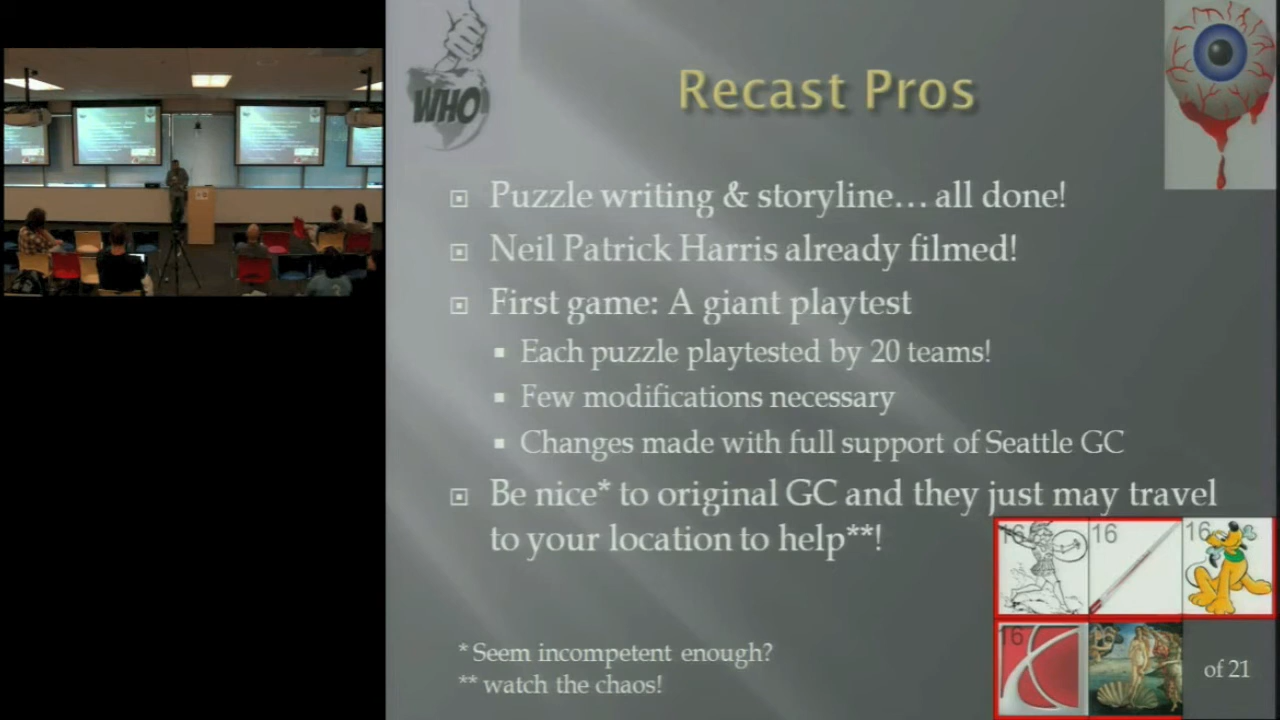 WHO
Recast Pros
Puzzle writing & storyline… all done!
Neil Patrick Harris already filmed!
First game: A giant playtest
Each puzzle playtested by 20 teams!
Few modifications necessary
Changes made with full support of Seattle GC
Be nice* to original GC and they just may travel
to your location to help**!
16 16 16
16
of 21
* Seem incompetent enough?
** watch the chaos!